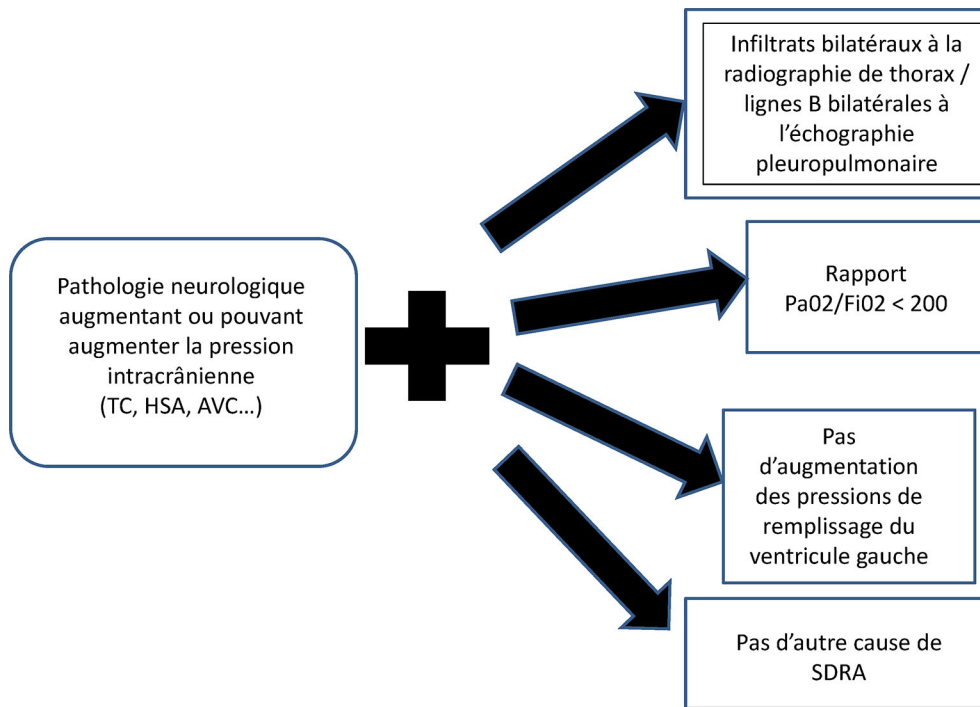 Infiltrats bilatéraux à la
radiographie de thorax /
lignes B bilatérales à
l’échographie
pleuropulmonaire
Pathologie neurologique
augmentant ou pouvant
augmenter la pression
intracrânienne
(TC, HSA, AVC…)
Rapport
Pa02/Fi02 < 200
Pas
d’augmentation
des pressions de
remplissage du
ventricule gauche
Pas d’autre cause de
SDRA